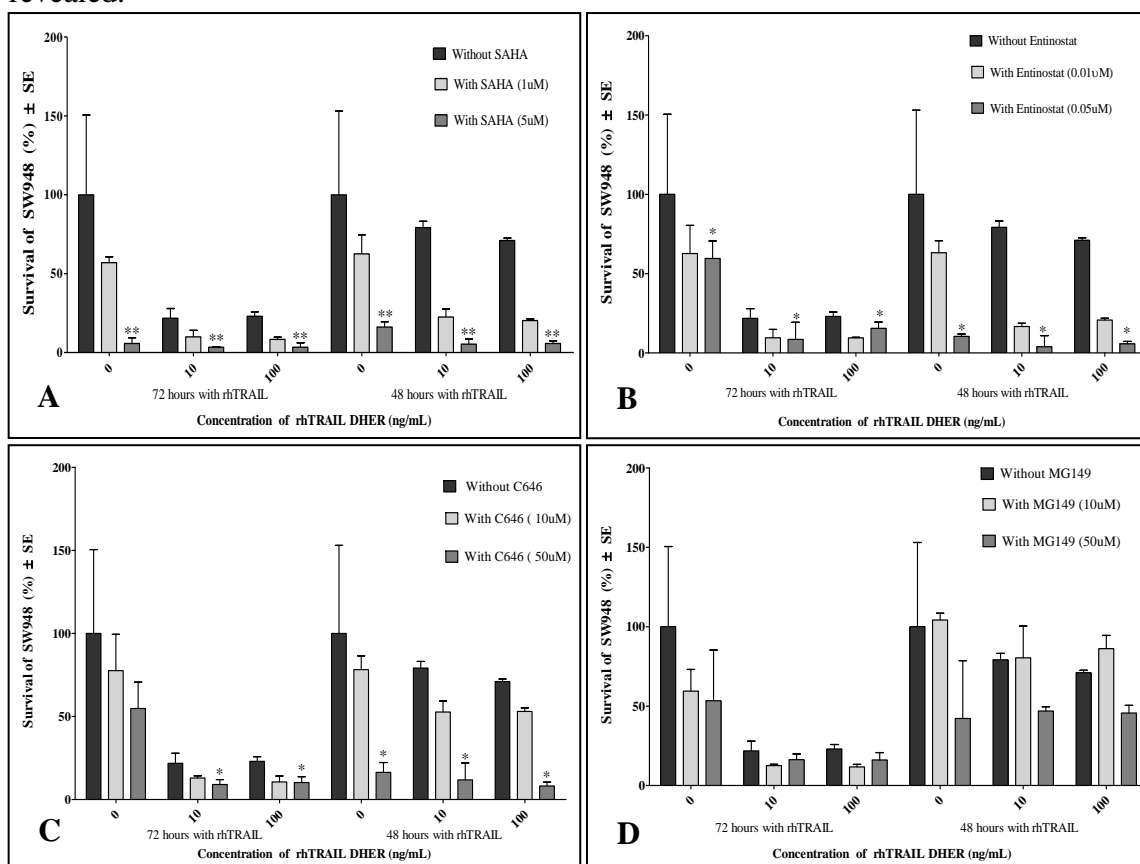 revealed.
200
150
100
50
0
Survival of SW948 (%) ± SE
Without SAHA
With SAHA (1uM)
With SAHA (5uM)
** ** ** ** ** **
0 10 100 0 10 100
72 hours with rhTRAIL 48 hours with rhTRAIL
A
Concentration of rhTRAIL DHER (ng/mL)
200
150
100
50
0
Survival of SW948 (%) ± SE
Without Entinostat
With Entinostat (0.01υM)
With Entinostat (0.05uM)
* * * * * *
0 10 100 0 10 100
72 hours with rhTRAIL 48 hours with rhTRAIL
B
Concentration of rhTRAIL DHER (ng/mL)
200
150
100
50
0
Survival of SW948 (%) ± SE
Without C646
With C646 ( 10uM)
With C646 ( 50uM)
* * * * *
0 10 100 0 10 100
72 hours with rhTRAIL 48 hours with rhTRAIL
C
Concentration of rhTRAIL DHER (ng/mL)
200
150
100
50
0
Survival of SW948 (%) ± SE
Without MG149
With MG149 (10uM)
With MG149 (50uM)
0 10 100 0 10 100
72 hours with rhTRAIL 48 hours with rhTRAIL
D
Concentration of rhTRAIL DHER (ng/mL)